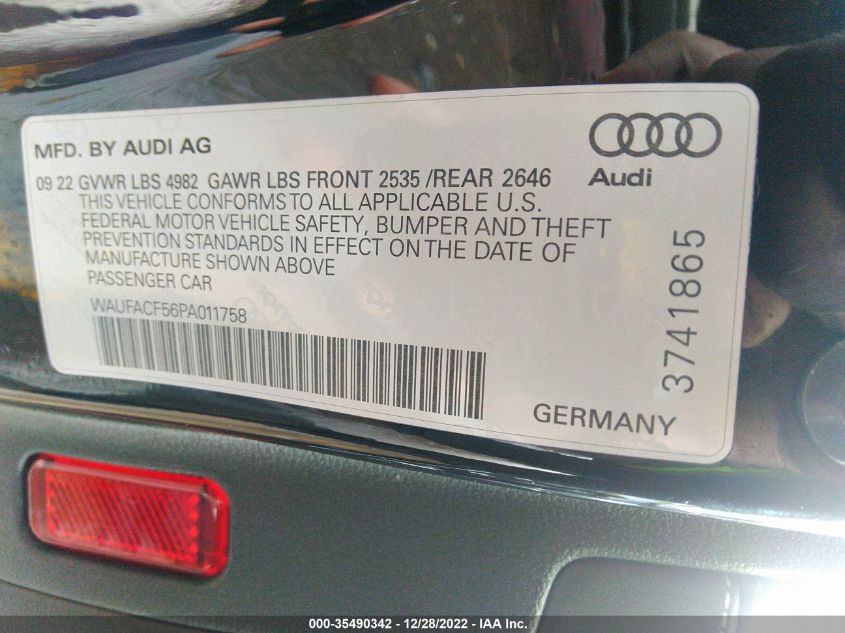 MFD. BY AUDI AG
Audi
09 22 GVWR LBS 4982 GAWR LBS FRONT 2535 /REAR 2646
THIS VEHICLE CONFORMS TO ALL APPLICABLE U.S.
FEDERAL MOTOR VEHICLE SAFETY, BUMPER AND THEFT
PREVENTION STANDARDS IN EFFECT ON THE DATE OF
MANUFACTURE SHOWN ABOVE
PASSENGER CAR
WAUFACF56PA011758
3741865
GERMANY
000-35490342 - 12/28/2022 - IAA Inc.